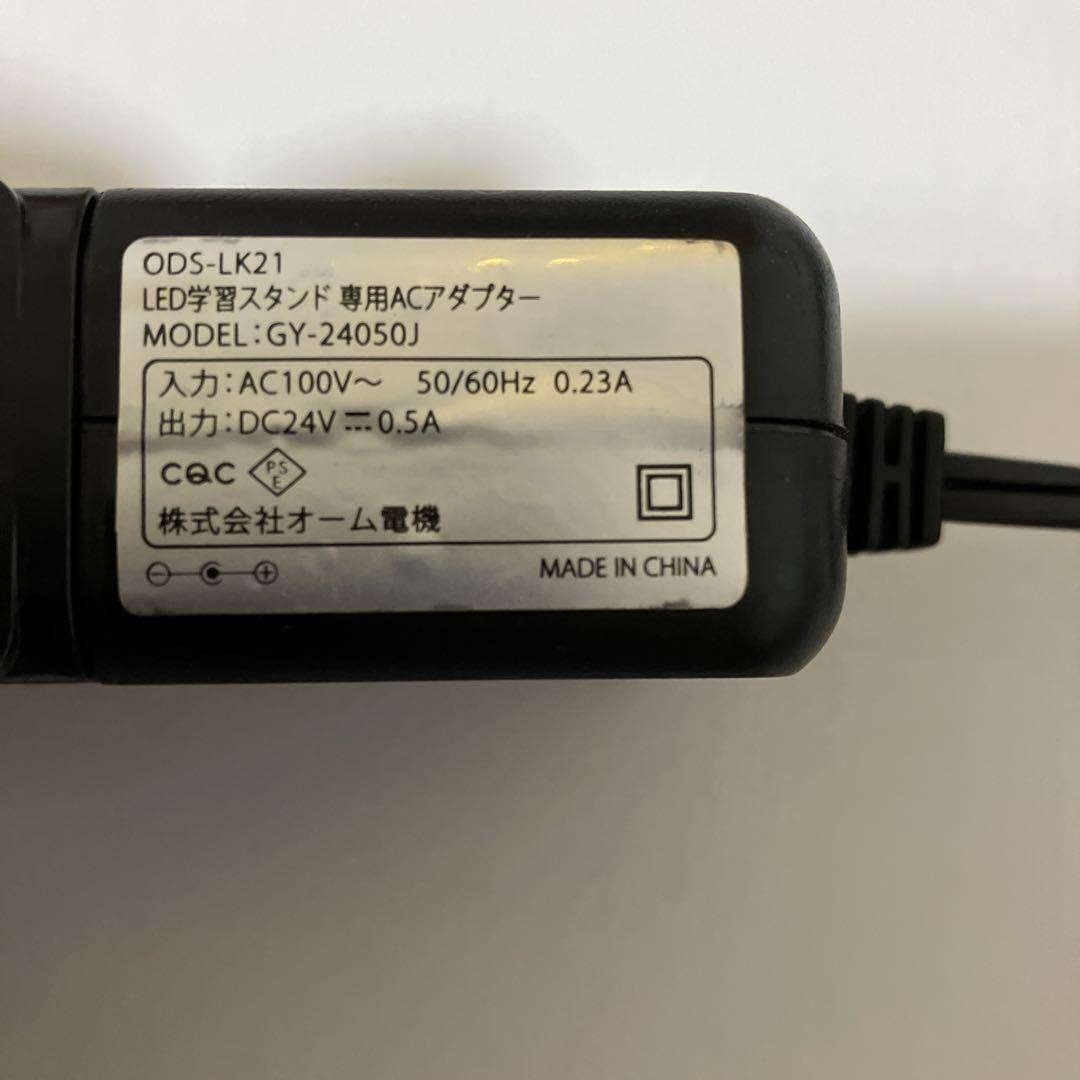 ODS-LK21
LED学習スタンド 専用ACアダプター
MODEL:GY-24050J
入力:AC100V～ 50/60Hz 0.23A
出力:DC24V⎓0.5A
CQC PSE
株式会社オーム電機
MADE IN CHINA